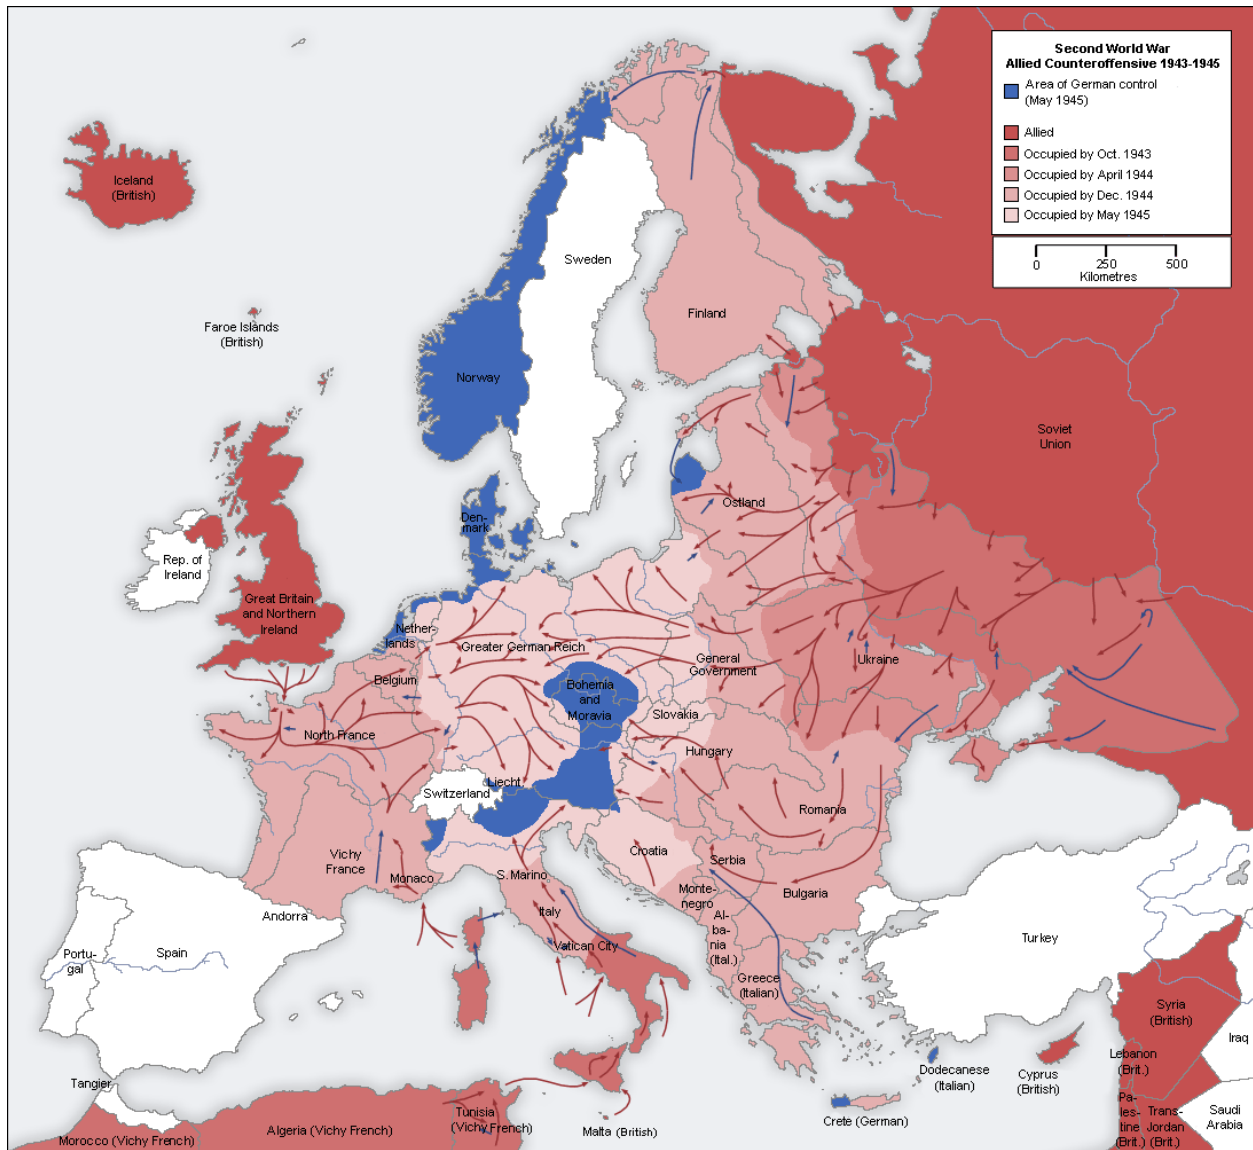 Second World War
Allied Counteroffensive 1943-1945
Area of German control
(May 1945)
Allied
Occupied by Oct. 1943
Occupied by April 1944
Occupied by Dec. 1944
Occupied by May 1945
0
250
500
Kilometres
Iceland
(British)
Sweden
Faroe Islands
(British)
Finland
Norway
Soviet
Union
Den-
mark
Ostland
Rep. of
Ireland
Great Britain
and Northern
Ireland
Nether-
lands
Greater German Reich
General
Government
Ukraine
Belgium
Bohemia
and
Moravia
Slovakia
North France
Hungary
Liecht.
Switzerland
Romania
Vichy
France
Croatia
Serbia
Monaco
S. Marino
Monte-
negro
Bulgaria
Andorra
Italy
Al-
ba-
nia
(Ital.)
Vatican City
Turkey
Portu-
gal
Spain
Greece
(Italian)
Syria
(British)
Iraq
Lebanon
(Brit.)
Dodecanese
(Italian)
Cyprus
(British)
Tangier
Crete (German)
Pa-
les-
tine
(Brit.)
Trans-
Jordan
(Brit.)
Saudi
Arabia
Tunisia
(Vichy French)
Malta (British)
Algeria (Vichy French)
Morocco (Vichy French)